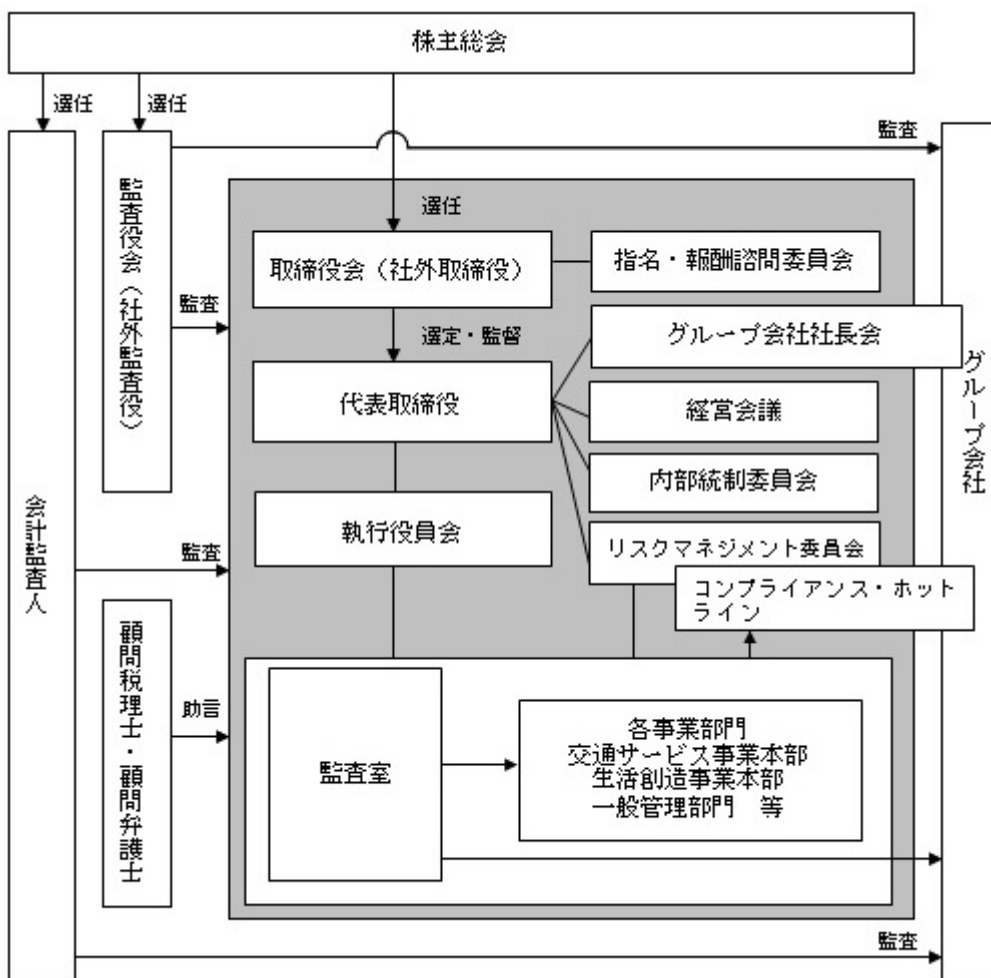 株主総会
選任
選任
監査
監査役会(社外監査役)
選任
取締役会(社外取締役)
指名・報酬諮問委員会
監査
選定・監督
グループ会社社長会
代表取締役
経営会議
グループ会社
内部統制委員会
会計監査人
執行役員会
リスクマネジメント委員会
監査
コンプライアンス・ホット
ライン
顧問税理士・顧問弁護士
助言
監査室
各事業部門
交通サービス事業本部
生活創造事業本部
一般管理部門 等
監査